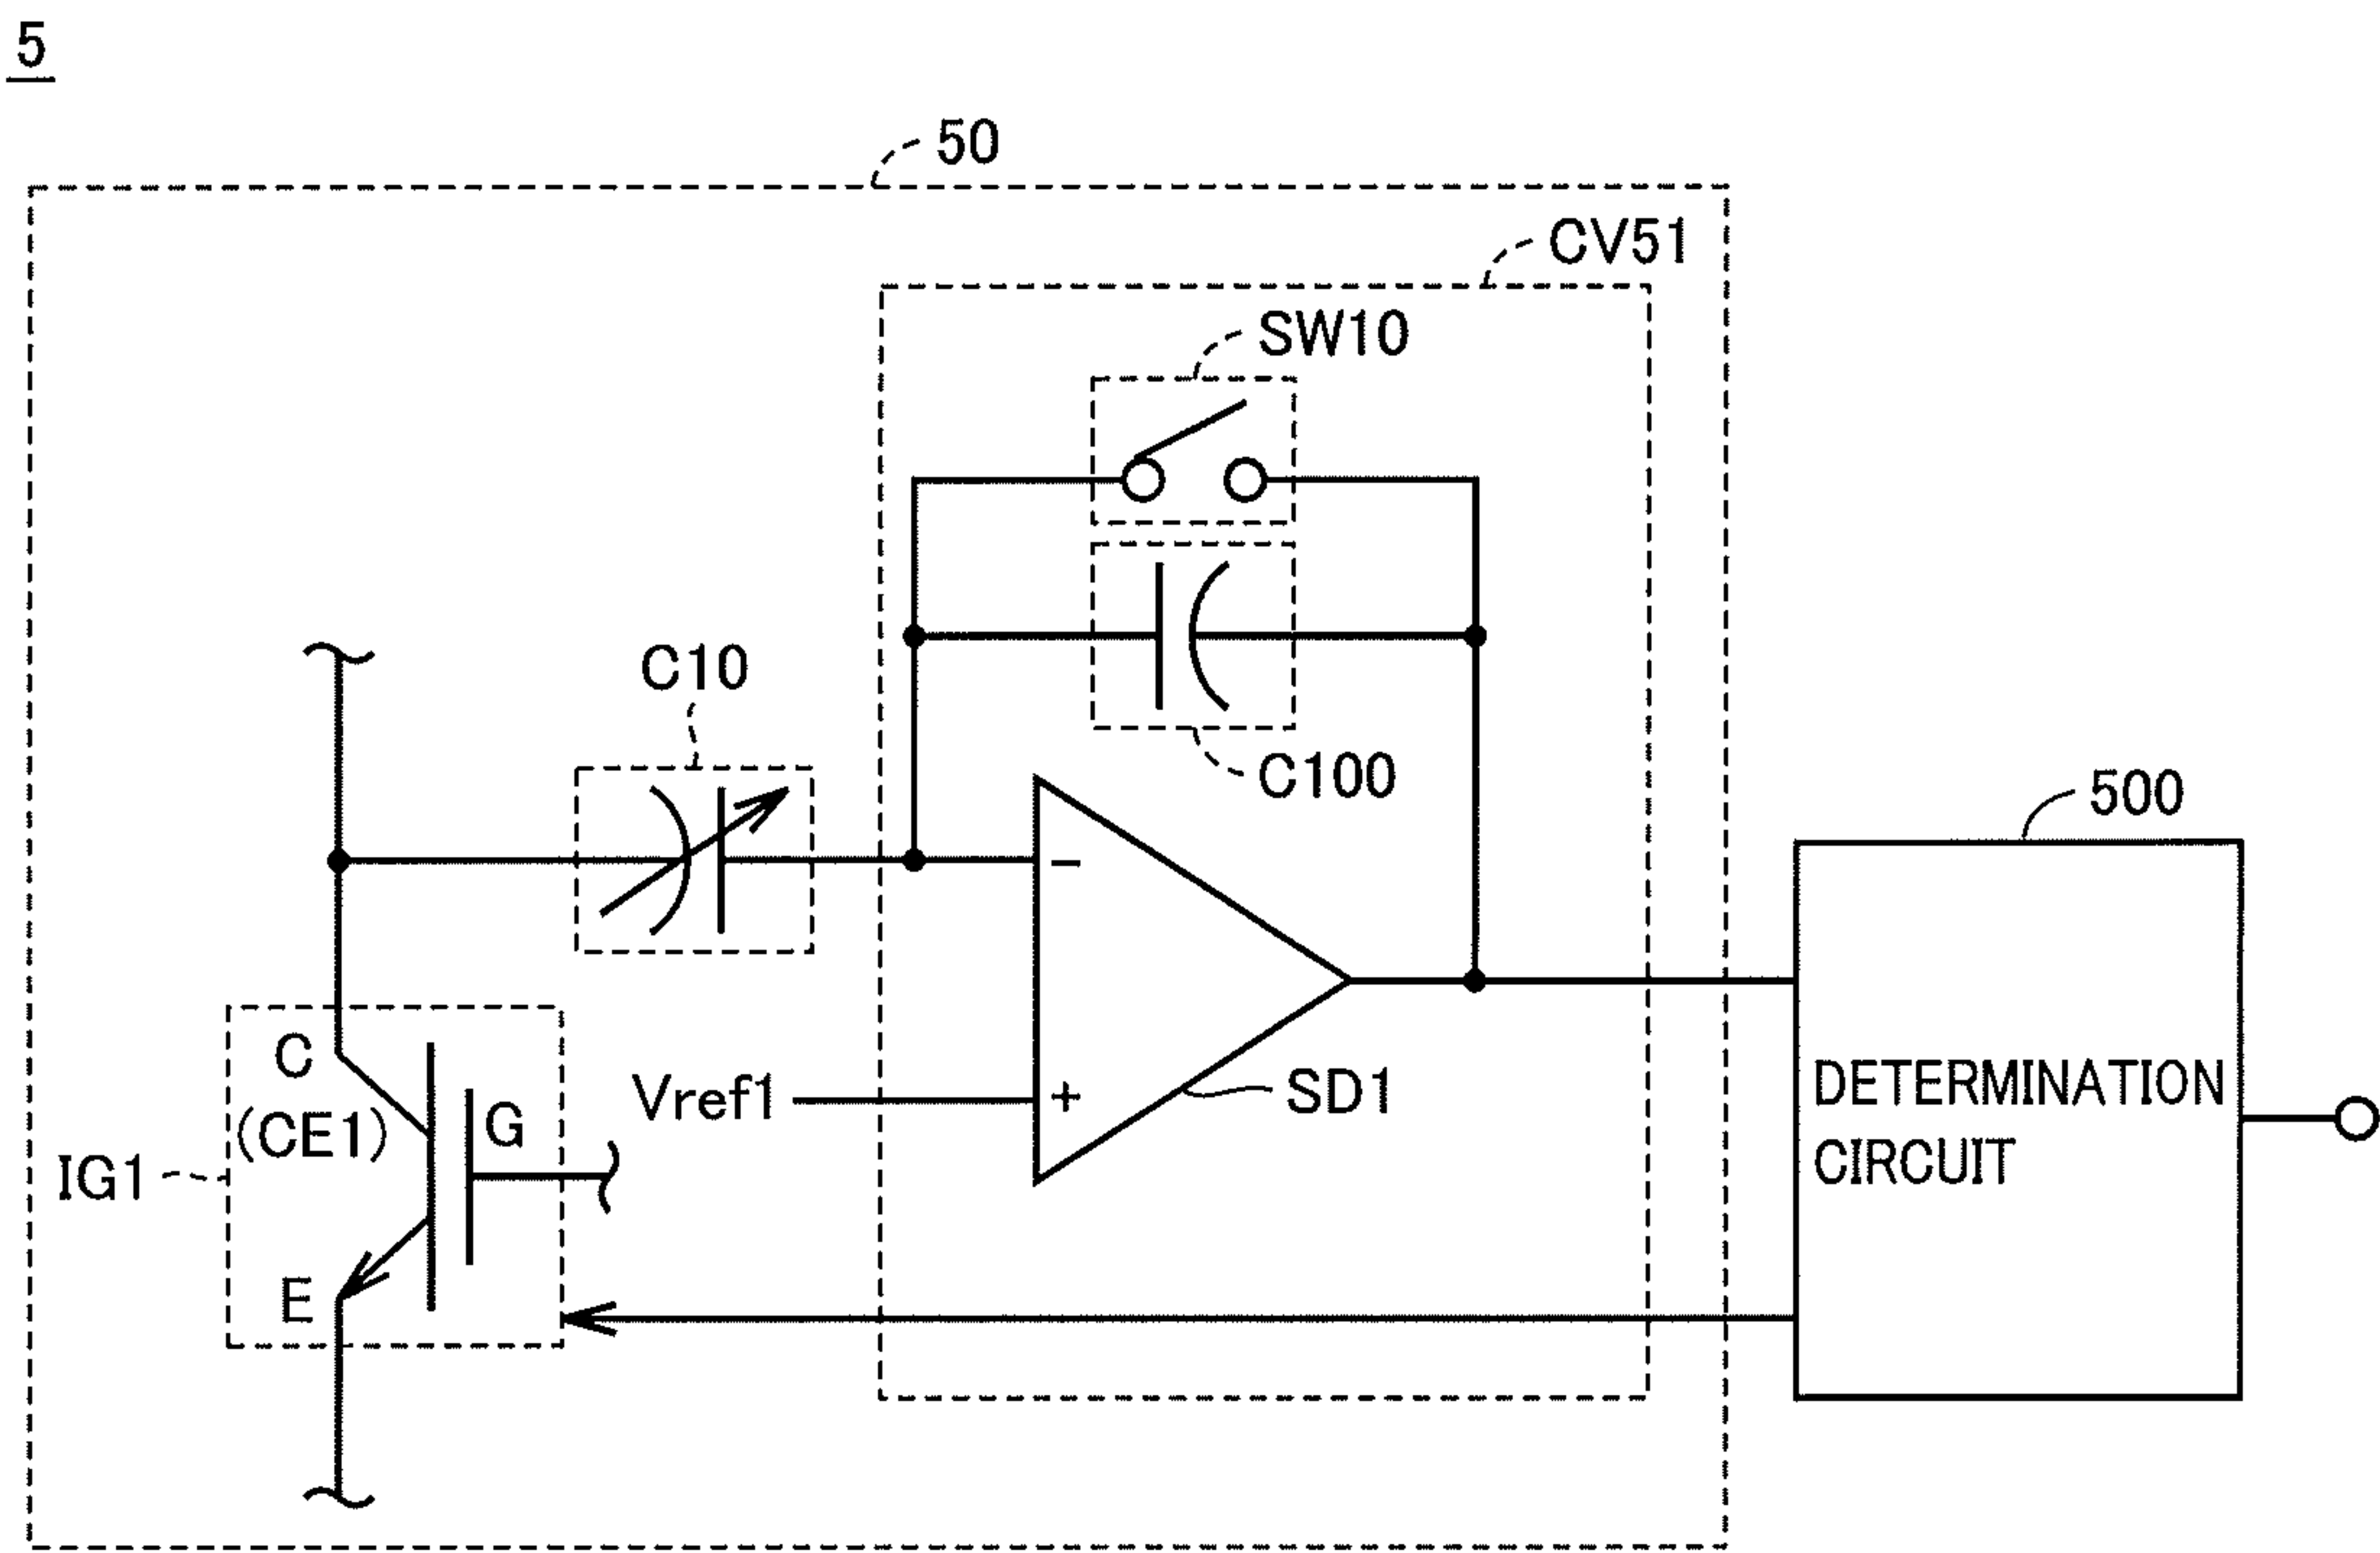 5
50
CV51
SW10
C10
C100
500
−
C
(CE1)
G
Vref1
+
SD1
IG1
E
DETERMINATION
CIRCUIT